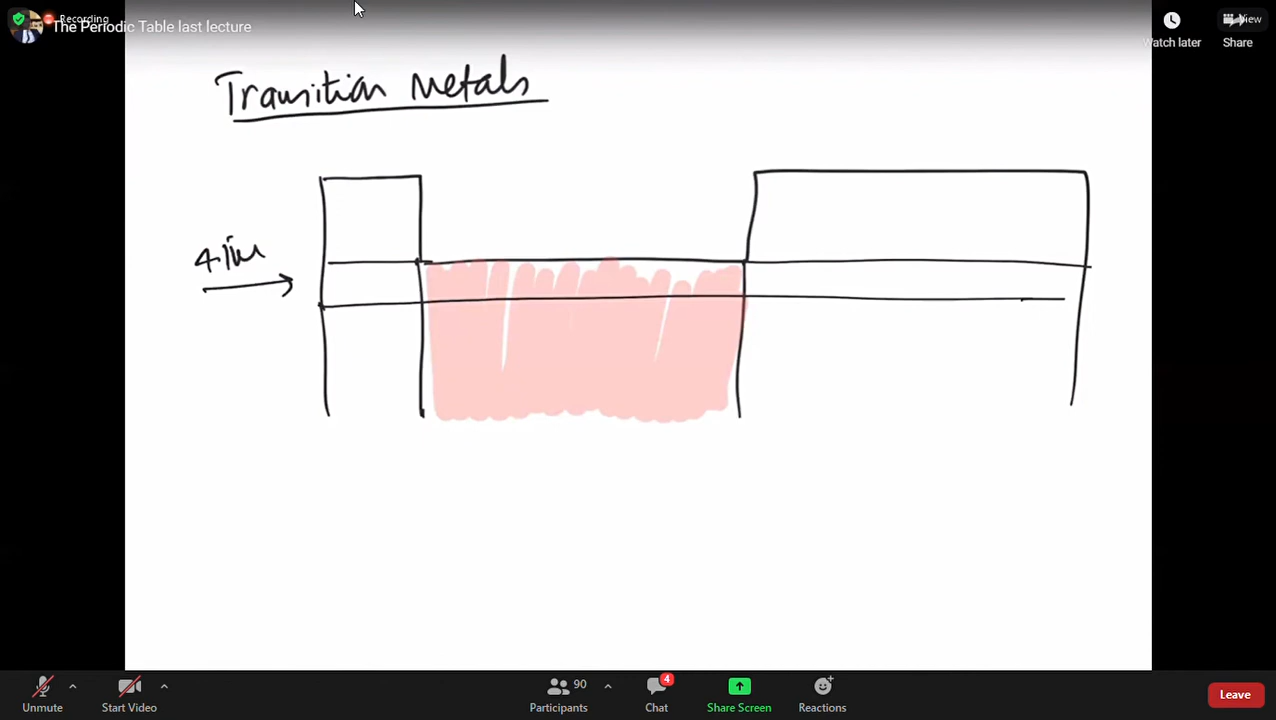 Recording
View
The Periodic Table last lecture
Watch later
Share
Transition Metals
Unmute
Start Video
90
Participants
4
Chat
Share Screen
Reactions
Leave